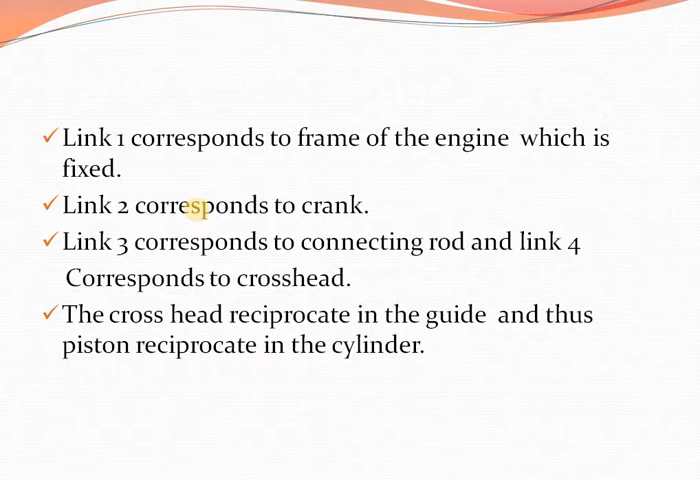 Link 1 corresponds to frame of the engine which is
fixed.
Link 2 corresponds to crank.
Link 3 corresponds to connecting rod and link 4
Corresponds to crosshead.
The cross head reciprocate in the guide and thus
piston reciprocate in the cylinder.